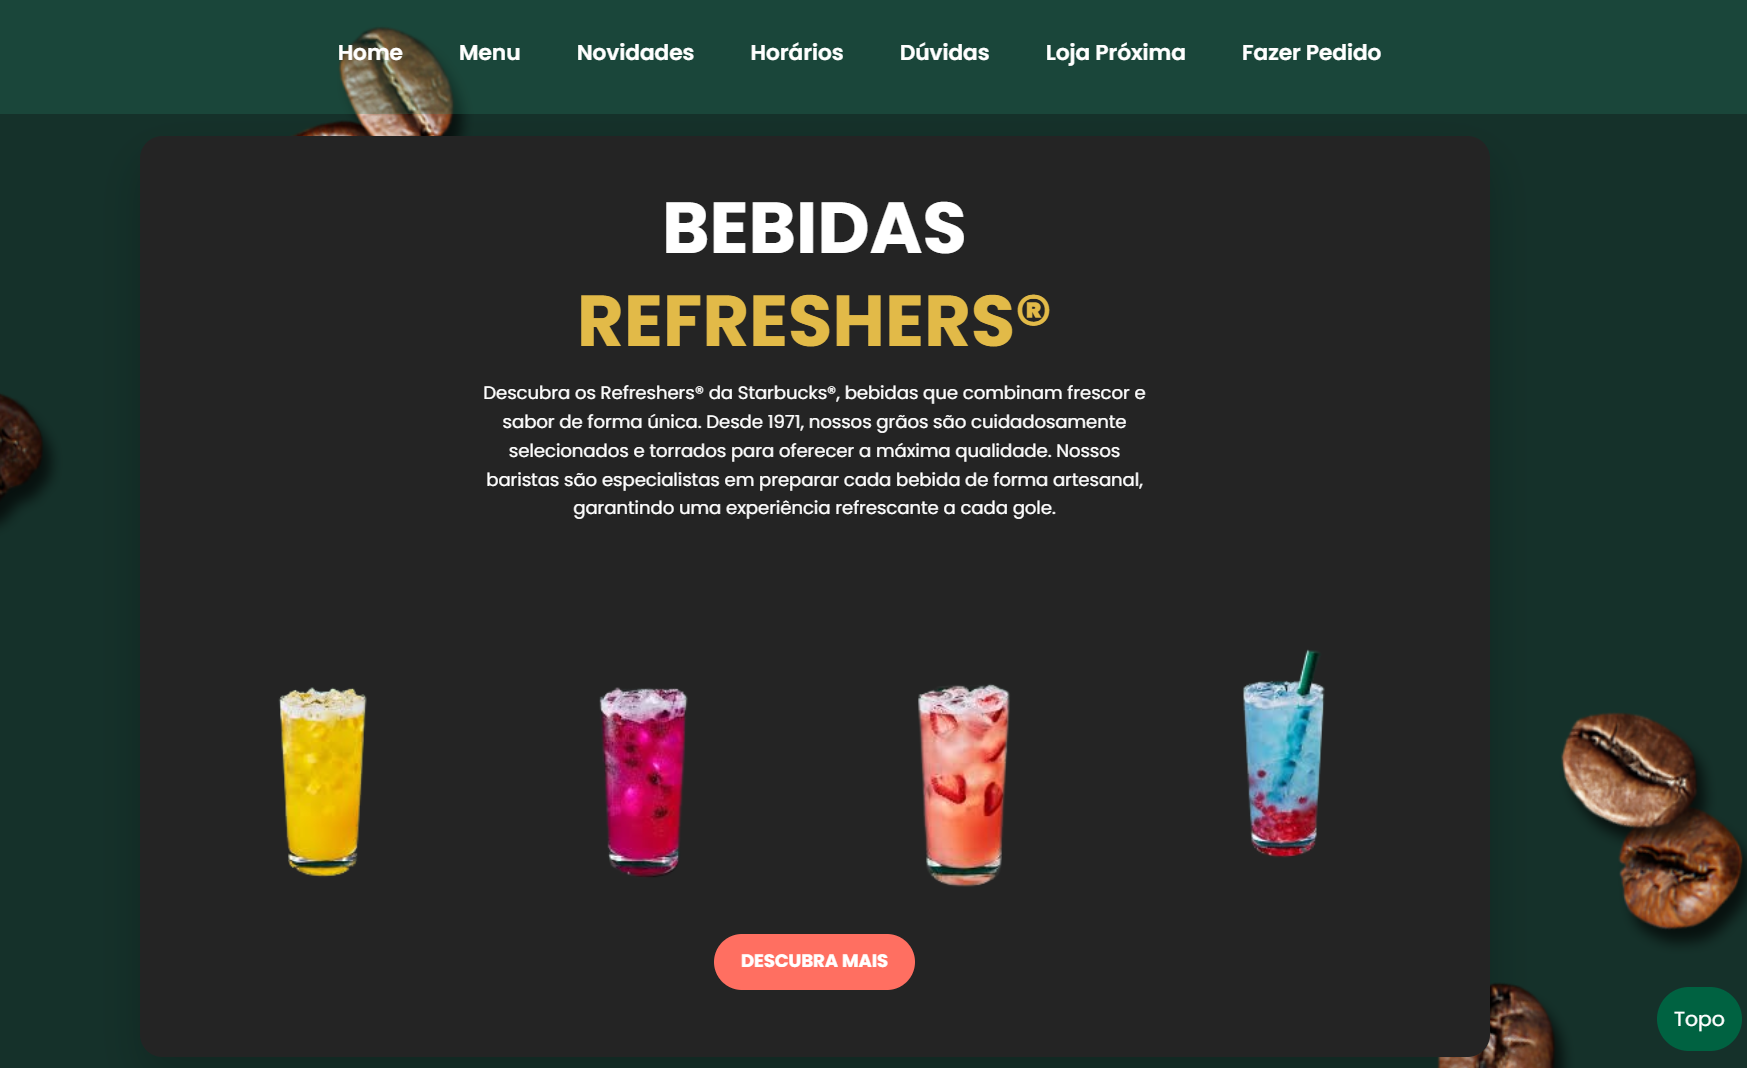 Home Menu Novidades Horários Dúvidas Loja Próxima Fazer Pedido
BEBIDAS
REFRESHERS®
Descubra os Refreshers® da Starbucks®, bebidas que combinam frescor e
sabor de forma única. Desde 1971, nossos grãos são cuidadosamente
selecionados e torrados para oferecer a máxima qualidade. Nossos
baristas são especialistas em preparar cada bebida de forma artesanal,
garantindo uma experiência refrescante a cada gole.
DESCUBRA MAIS
Topo